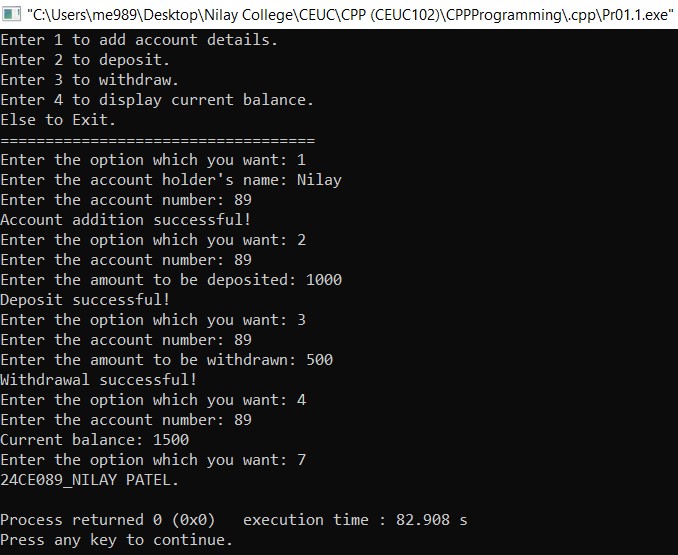 "C:\Users\me989\Desktop\Nilay College\CEUC\CPP (CEUC102)\CPPProgramming\.cpp\Pr01.1.exe"
Enter 1 to add account details.
Enter 2 to deposit.
Enter 3 to withdraw.
Enter 4 to display current balance.
Else to Exit.
===================================
Enter the option which you want: 1
Enter the account holder's name: Nilay
Enter the account number: 89
Account addition successful!
Enter the option which you want: 2
Enter the account number: 89
Enter the amount to be deposited: 1000
Deposit successful!
Enter the option which you want: 3
Enter the account number: 89
Enter the amount to be withdrawn: 500
Withdrawal successful!
Enter the option which you want: 4
Enter the account number: 89
Current balance: 1500
Enter the option which you want: 7
24CE089_NILAY PATEL.

Process returned 0 (0x0)   execution time : 82.908 s
Press any key to continue.